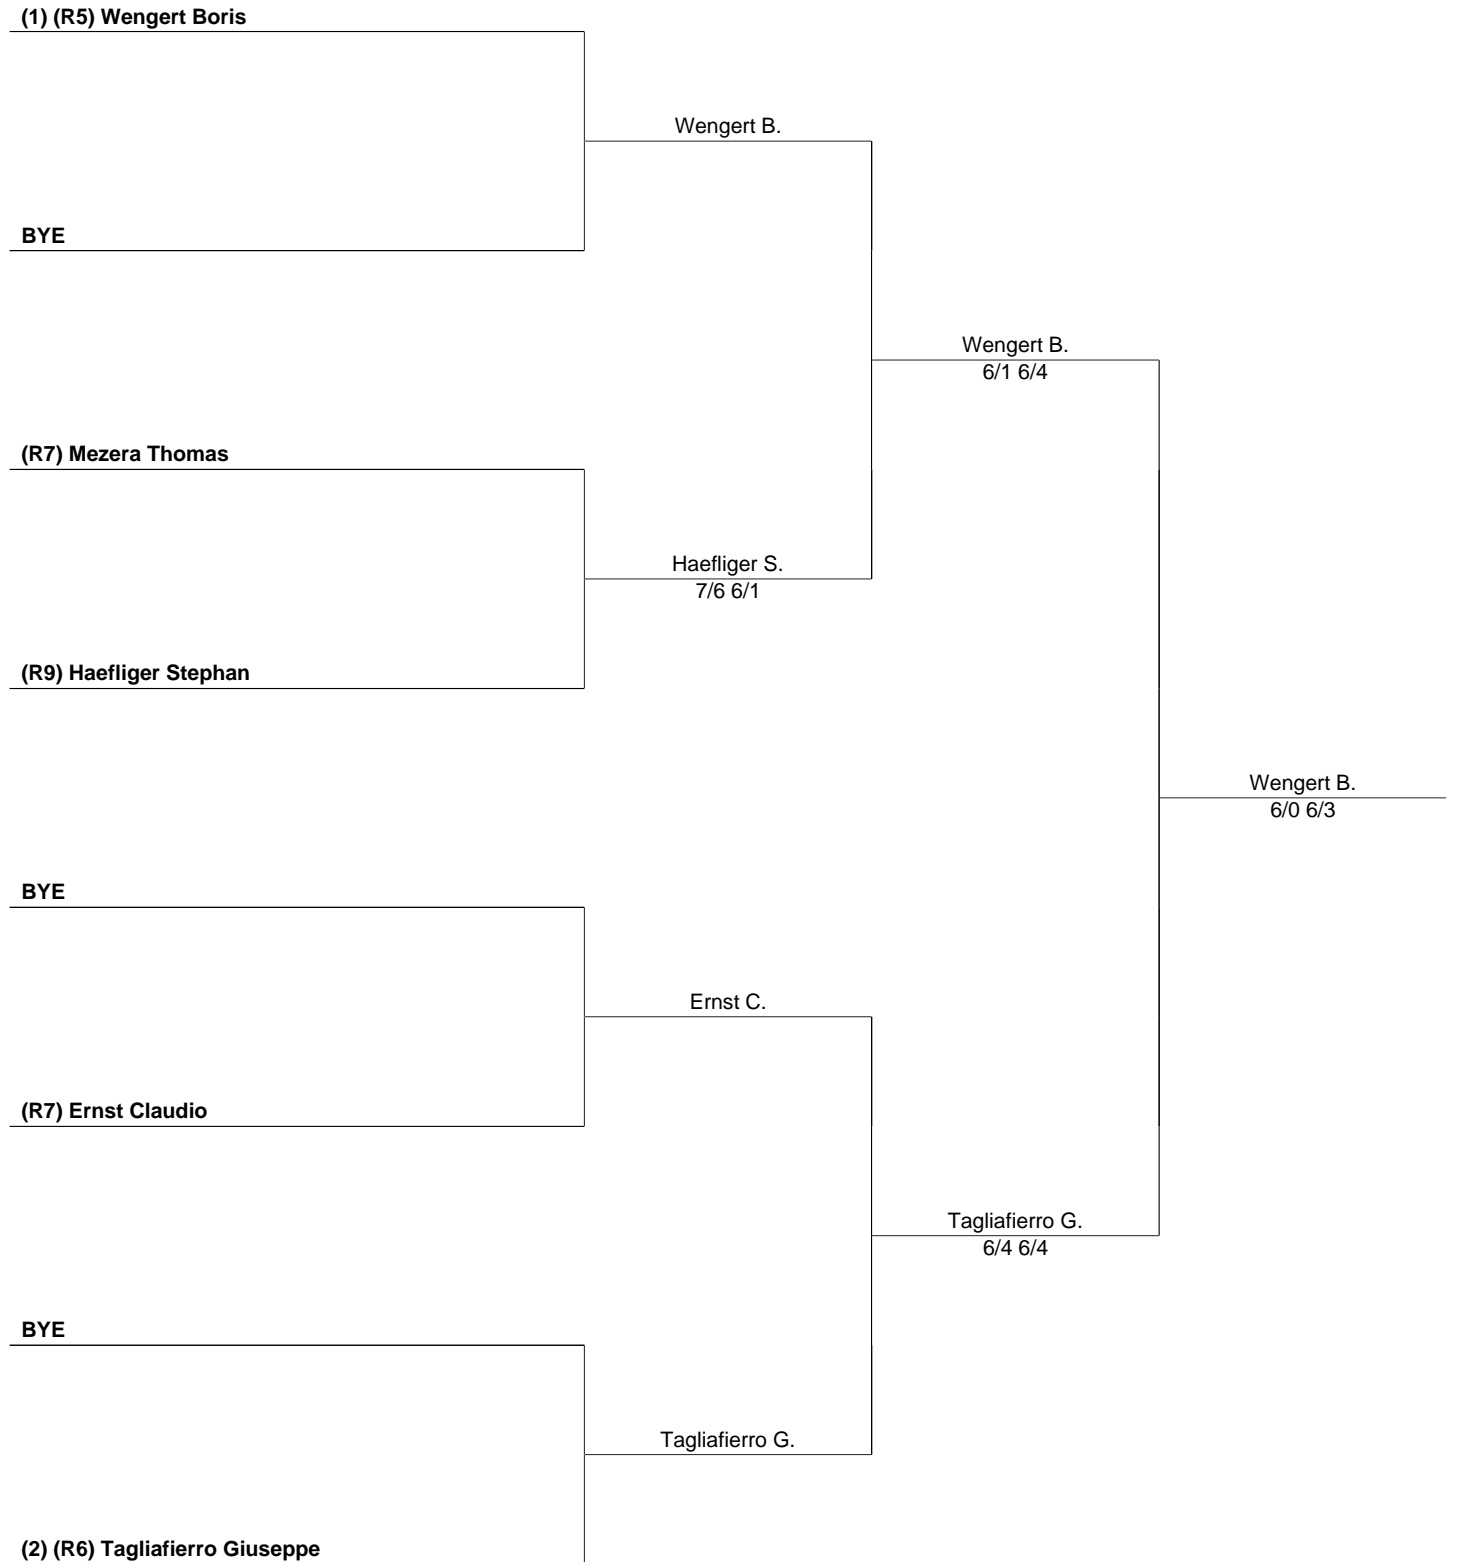 (1) (R5) Wengert Boris
Wengert B.
BYE
Wengert B.
6/1 6/4
(R7) Mezera Thomas
Haefliger S.
7/6 6/1
(R9) Haefliger Stephan
Wengert B.
6/0 6/3
BYE
Ernst C.
(R7) Ernst Claudio
Tagliafierro G.
6/4 6/4
BYE
Tagliafierro G.
(2) (R6) Tagliafierro Giuseppe